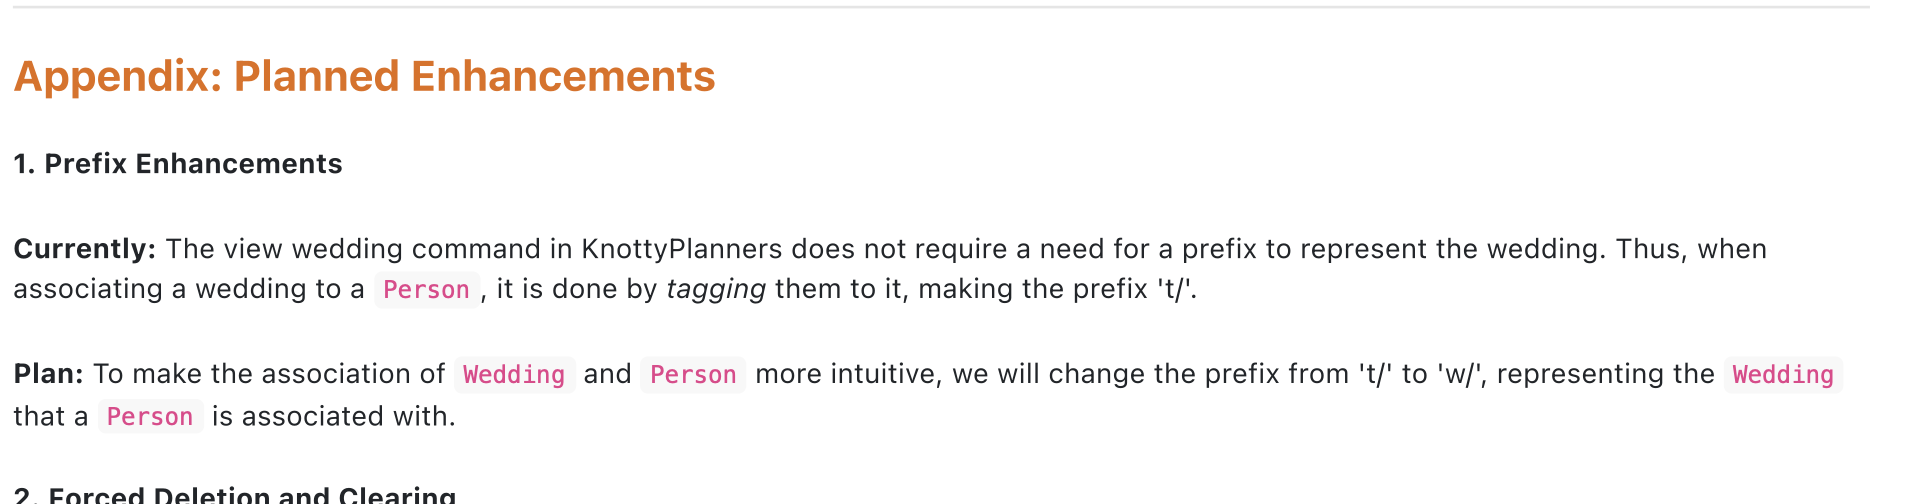 Appendix: Planned Enhancements
1. Prefix Enhancements
Currently: The view wedding command in KnottyPlanners does not require a need for a prefix to represent the wedding. Thus, when
associating a wedding to a Person , it is done by tagging them to it, making the prefix 't/'.
Plan: To make the association of Wedding and Person more intuitive, we will change the prefix from 't/' to 'w/', representing the Wedding
that a Person is associated with.
2. Forced Deletion and Clearing